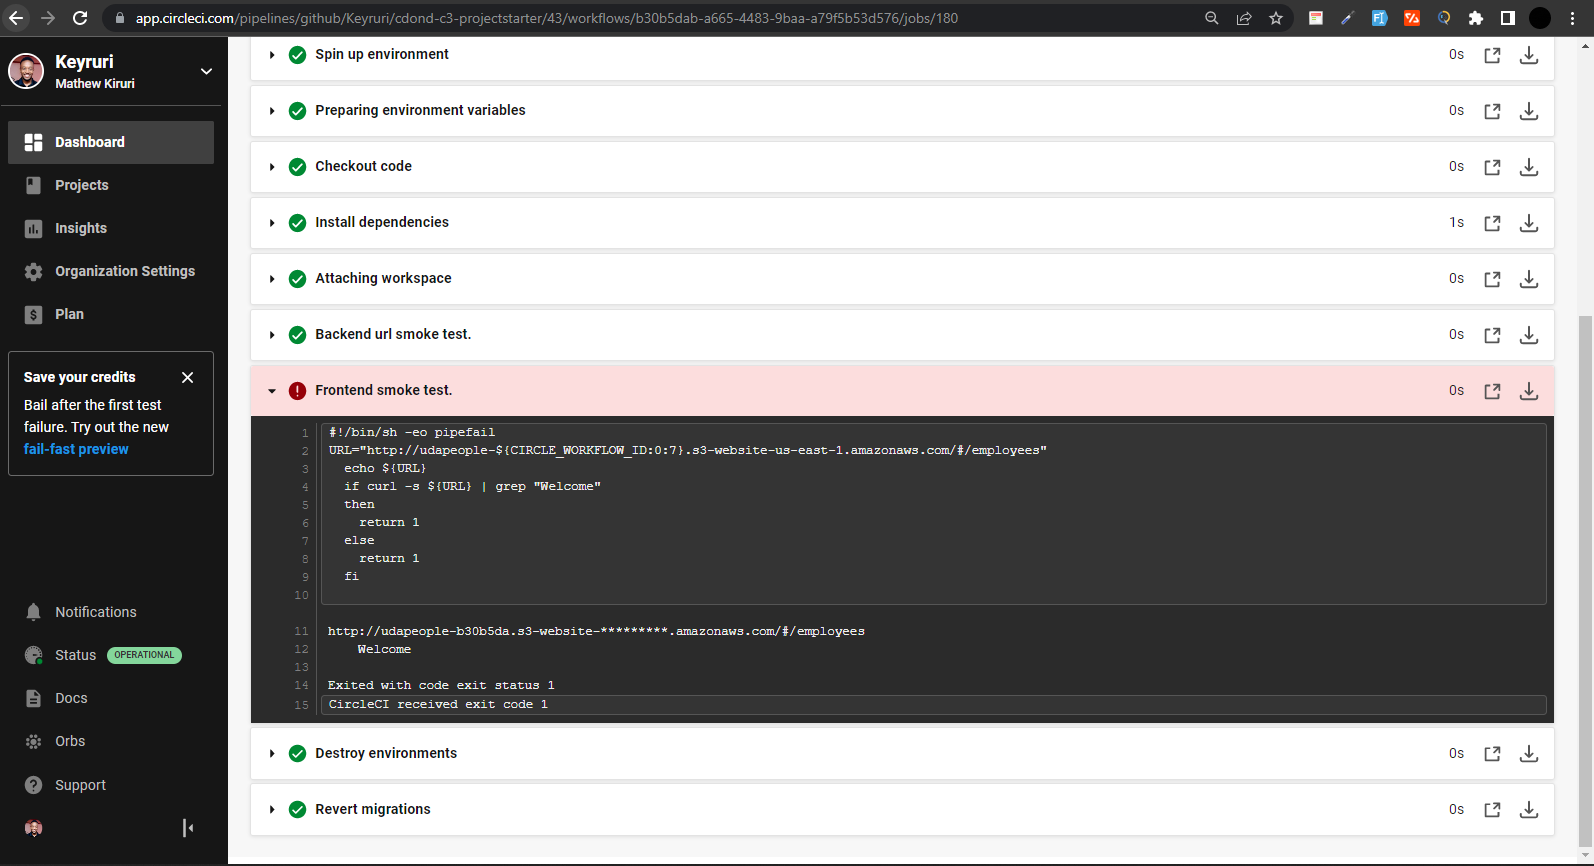 app.circleci.com/pipelines/github/Keyruri/cdond-c3-projectstarter/43/workflows/b30b5dab-a665-4483-9baa-a79f5b53d576/jobs/180
Keyruri
Mathew Kiruri
Dashboard
Projects
Insights
Organization Settings
Plan
Save your credits
Bail after the first test
failure. Try out the new
fail-fast preview
Notifications
Status OPERATIONAL
Docs
Orbs
Support
Spin up environment 0s
Preparing environment variables 0s
Checkout code 0s
Install dependencies 1s
Attaching workspace 0s
Backend url smoke test. 0s
Frontend smoke test. 0s
1 #!/bin/sh -eo pipefail
2 URL="http://udapeople-${CIRCLE_WORKFLOW_ID:0:7}.s3-website-us-east-1.amazonaws.com/#/employees"
3 echo ${URL}
4 if curl -s ${URL} | grep "Welcome"
5 then
6 return 1
7 else
8 return 1
9 fi
10
11 http://udapeople-b30b5da.s3-website-*********.amazonaws.com/#/employees
12 Welcome
13
14 Exited with code exit status 1
15 CircleCI received exit code 1
Destroy environments 0s
Revert migrations 0s